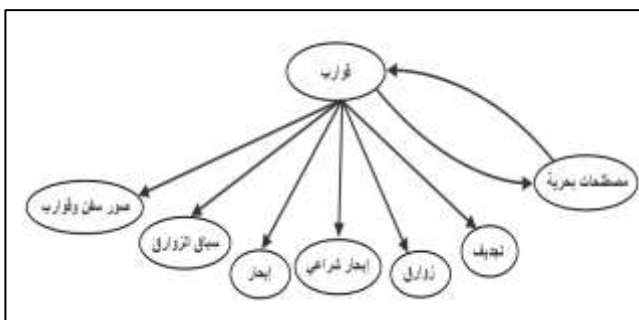 قوارب
مصطلحات بحرية
تجديف
زوارق
إبحار شراعي
إبحار
سباق الزوارق
صور سفن وقوارب